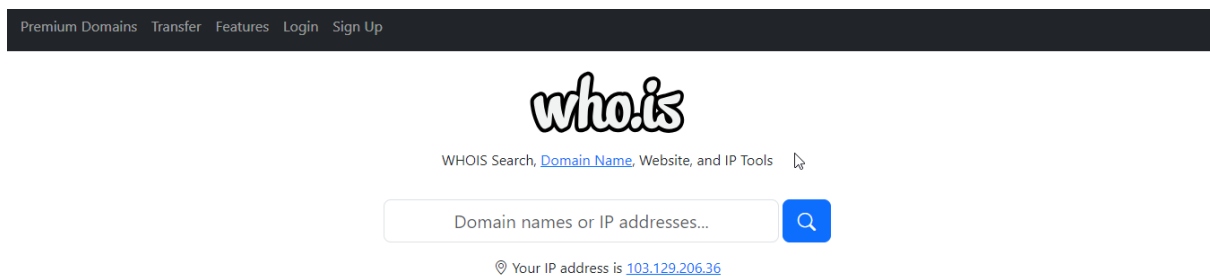 Premium Domains Transfer Features Login Sign Up
who.is
WHOIS Search, Domain Name, Website, and IP Tools
Domain names or IP addresses...
Your IP address is 103.129.206.36